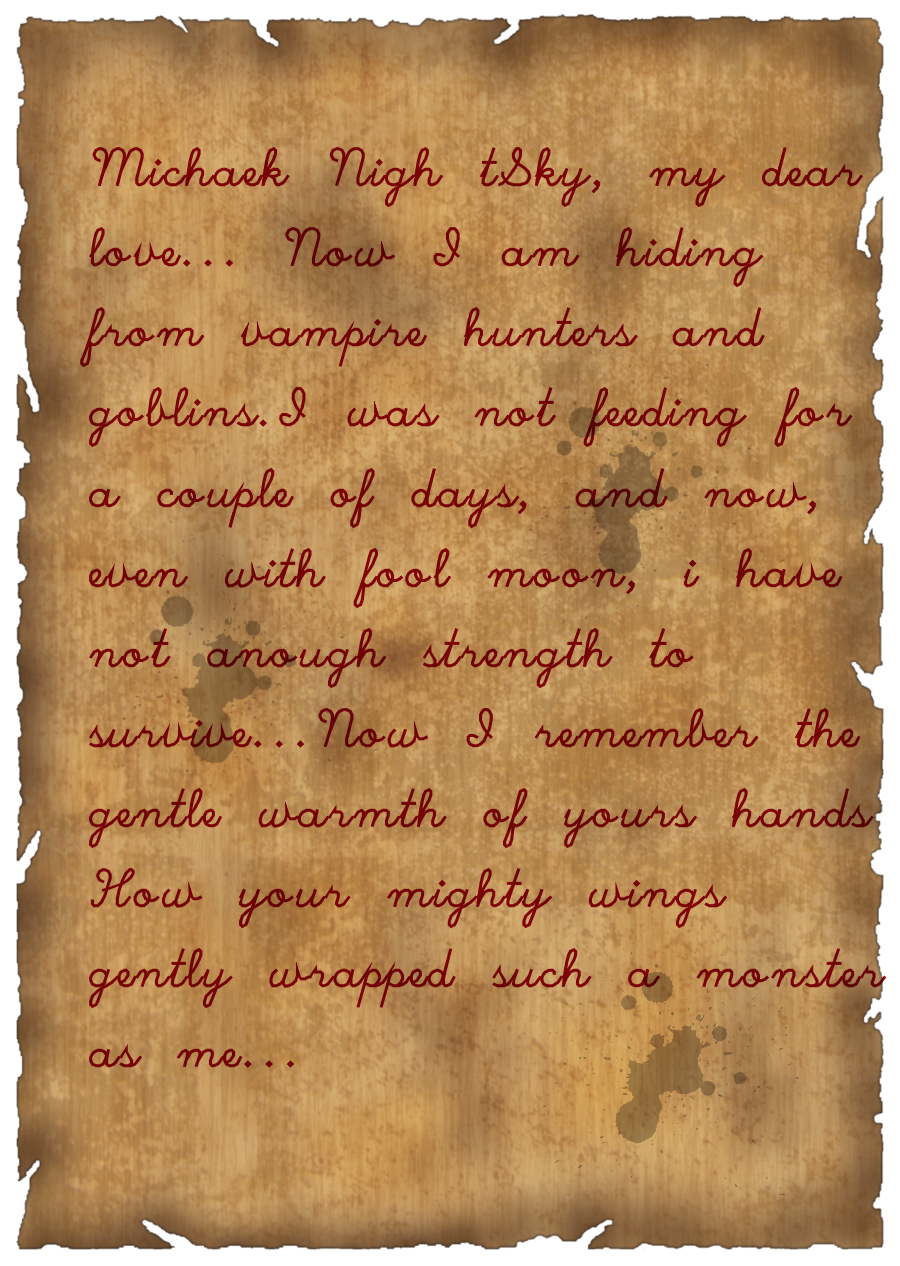 Michaek Nigh tSky, my dear
love... Now I am hiding
from vampire hunters and
goblins.I was not feeding for
a couple of days, and now,
even with fool moon, i have
not anough strength to
survive...Now I remember the
gentle warmth of yours hands
How your mighty wings
gently wrapped such a monster
as me...